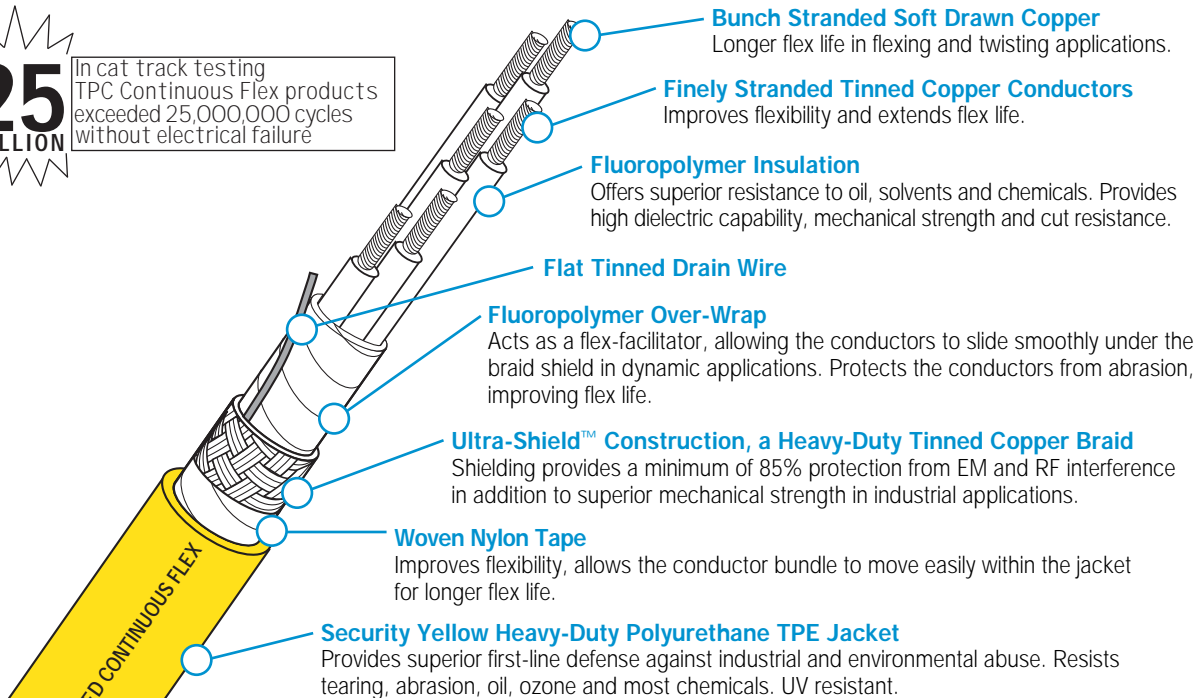 Bunch Stranded Soft Drawn Copper
Longer flex life in flexing and twisting applications.
25
In cat track testing
TPC Continuous Flex products
exceeded 25,000,000 cycles
without electrical failure
Finely Stranded Tinned Copper Conductors
Improves flexibility and extends flex life.
Fluoropolymer Insulation
Offers superior resistance to oil, solvents and chemicals. Provides
high dielectric capability, mechanical strength and cut resistance.
Flat Tinned Drain Wire
Fluoropolymer Over-Wrap
Acts as a flex-facilitator, allowing the conductors to slide smoothly under the
braid shield in dynamic applications. Protects the conductors from abrasion,
improving flex life.
Ultra-Shield™ Construction, a Heavy-Duty Tinned Copper Braid
Shielding provides a minimum of 85% protection from EM and RF interference
in addition to superior mechanical strength in industrial applications.
Woven Nylon Tape
Improves flexibility, allows the conductor bundle to move easily within the jacket
for longer flex life.
CONTINUOUS FLEX
Security Yellow Heavy-Duty Polyurethane TPE Jacket
Provides superior first-line defense against industrial and environmental abuse. Resists
tearing, abrasion, oil, ozone and most chemicals. UV resistant.